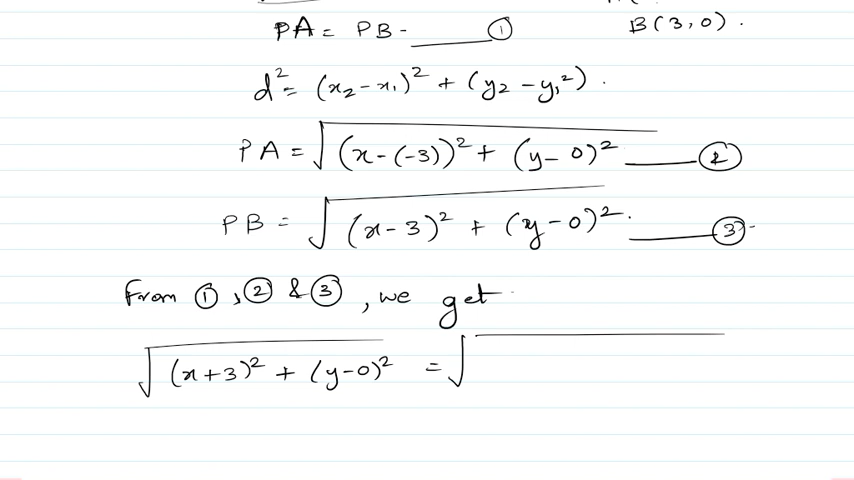 PA = PB - ——— ①
B(3,0).
d² = (x₂-x₁)² + (y₂-y₁²).
PA = √(x-(-3))² + (y-0)² ——— ②
PB = √(x-3)² + (y-0)². ——— ③
From ①, ② & ③, we get
√(x+3)² + (y-0)² = √